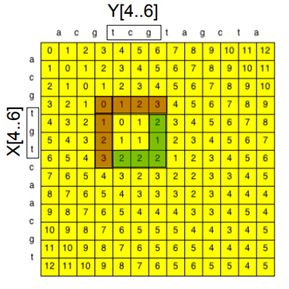 Y[4..6]
a c g t c g t a g c t a
X[4..6]
0 1 2 3 4 5 6 7 8 9 10 11 12
a 1 0 1 2 3 4 5 6 7 8 9 10 11
c 2 1 0 1 2 3 4 5 6 7 8 9 10
g 3 2 1 0 1 2 3 4 5 6 7 8 9
t 4 3 2 1 0 1 2 3 4 5 6 7 8
g 5 4 3 2 1 1 1 2 3 4 5 6 7
t 6 5 4 3 2 2 2 1 2 3 4 5 6
c 7 6 5 4 3 2 3 2 2 3 3 4 5
a 8 7 6 5 4 3 3 3 2 3 4 4 4
a 9 8 7 6 5 4 4 4 3 3 4 5 4
c 10 9 8 7 6 5 5 5 4 4 3 4 5
g 11 10 9 8 7 6 5 6 5 4 4 4 5
t 12 11 10 9 8 7 6 5 6 5 5 4 5